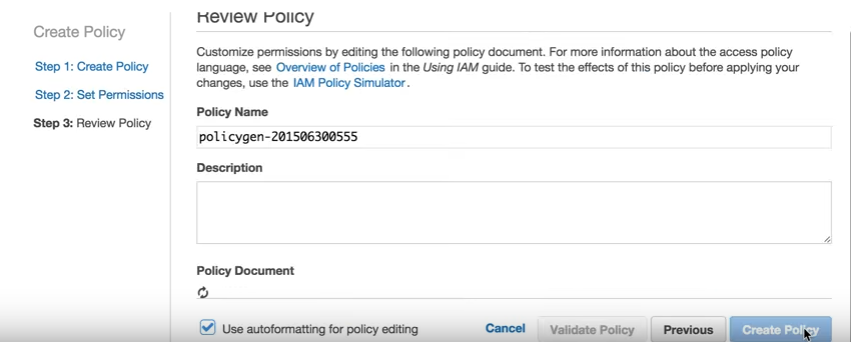 Review Policy
Create Policy
Customize permissions by editing the following policy document. For more information about the access policy
language, see Overview of Policies in the Using IAM guide. To test the effects of this policy before applying your
changes, use the IAM Policy Simulator.
Step 1: Create Policy
Step 2: Set Permissions
Step 3: Review Policy
Policy Name
policygen-201506300555
Description
Policy Document
Use autoformatting for policy editing
Cancel
Validate Policy
Previous
Create Policy